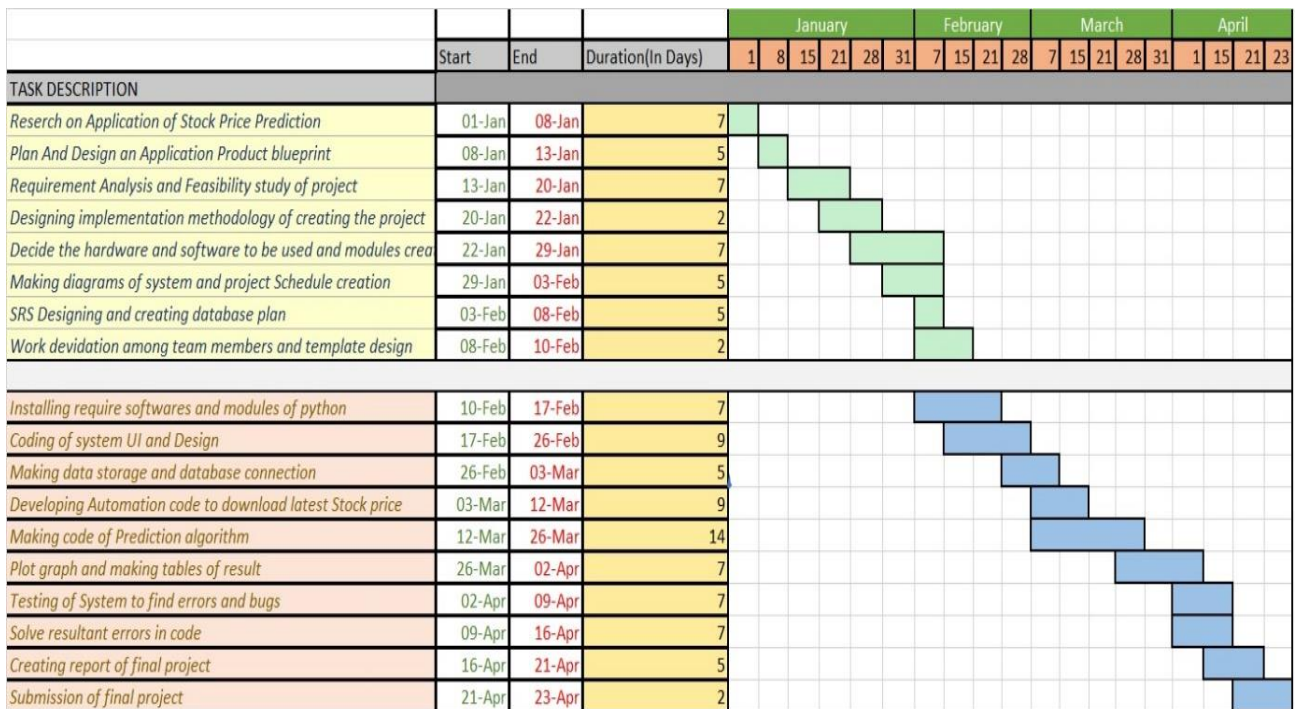 January February March April
Start End Duration(In Days) 1 8 15 21 28 31 7 15 21 28 7 15 21 28 31 1 15 21 23
TASK DESCRIPTION
Reserch on Application of Stock Price Prediction 01-Jan 08-Jan 7
Plan And Design an Application Product blueprint 08-Jan 13-Jan 5
Requirement Analysis and Feasibility study of project 13-Jan 20-Jan 7
Designing implementation methodology of creating the project 20-Jan 22-Jan 2
Decide the hardware and software to be used and modules crea 22-Jan 29-Jan 7
Making diagrams of system and project Schedule creation 29-Jan 03-Feb 5
SRS Designing and creating database plan 03-Feb 08-Feb 5
Work devidation among team members and template design 08-Feb 10-Feb 2
Installing require softwares and modules of python 10-Feb 17-Feb 7
Coding of system UI and Design 17-Feb 26-Feb 9
Making data storage and database connection 26-Feb 03-Mar 5
Developing Automation code to download latest Stock price 03-Mar 12-Mar 9
Making code of Prediction algorithm 12-Mar 26-Mar 14
Plot graph and making tables of result 26-Mar 02-Apr 7
Testing of System to find errors and bugs 02-Apr 09-Apr 7
Solve resultant errors in code 09-Apr 16-Apr 7
Creating report of final project 16-Apr 21-Apr 5
Submission of final project 21-Apr 23-Apr 2